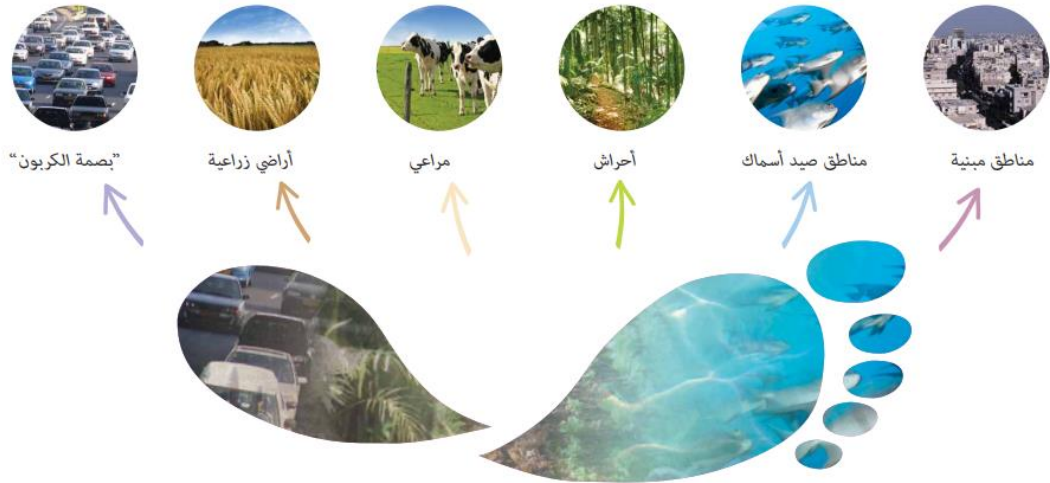 مناطق مبنية
مناطق صيد أسماك
أحراش
مراعي
أراضي زراعية
”بصمة الكربون“